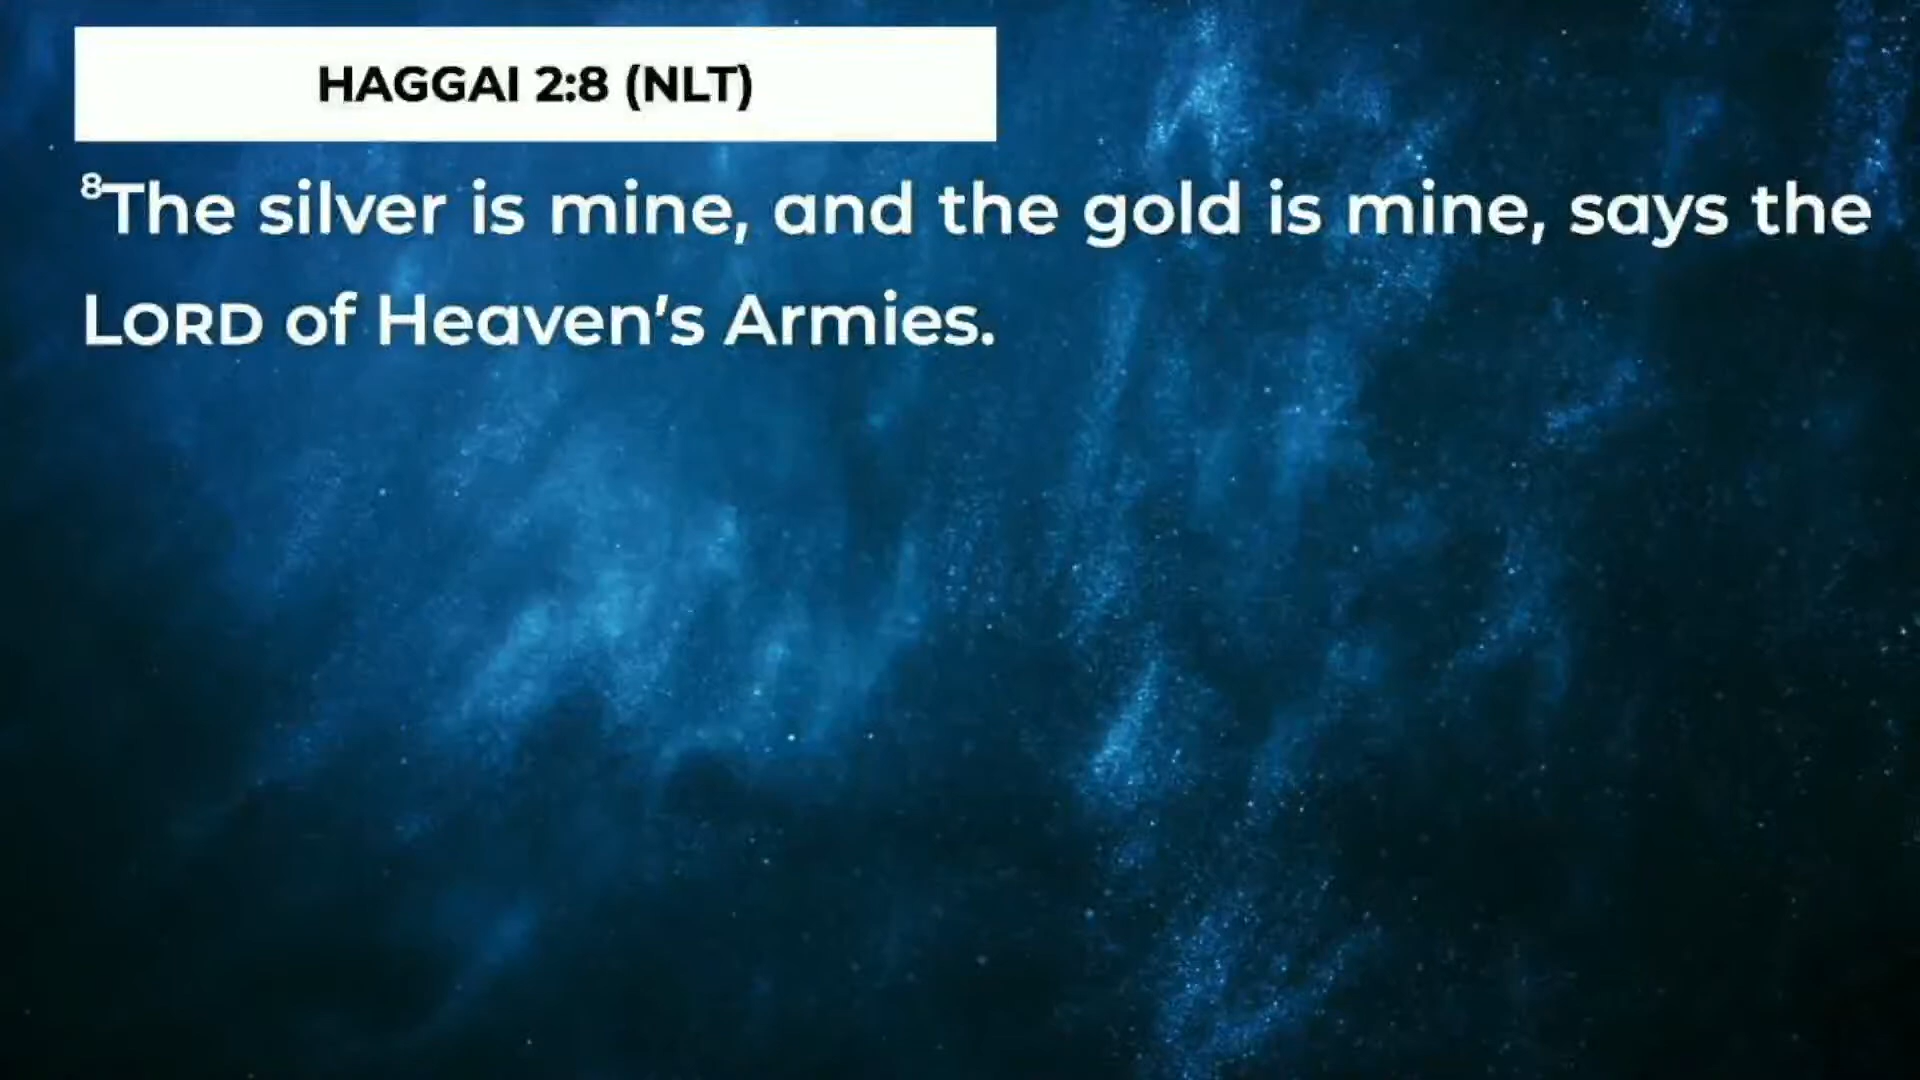 HAGGAI 2:8 (NLT)
⁸The silver is mine, and the gold is mine, says the
LORD of Heaven's Armies.